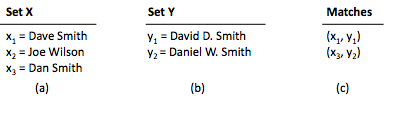 Set X Set Y Matches
x₁ = Dave Smith y₁ = David D. Smith (x₁, y₁)
x₂ = Joe Wilson y₂ = Daniel W. Smith (x₃, y₂)
x₃ = Dan Smith
(a) (b) (c)